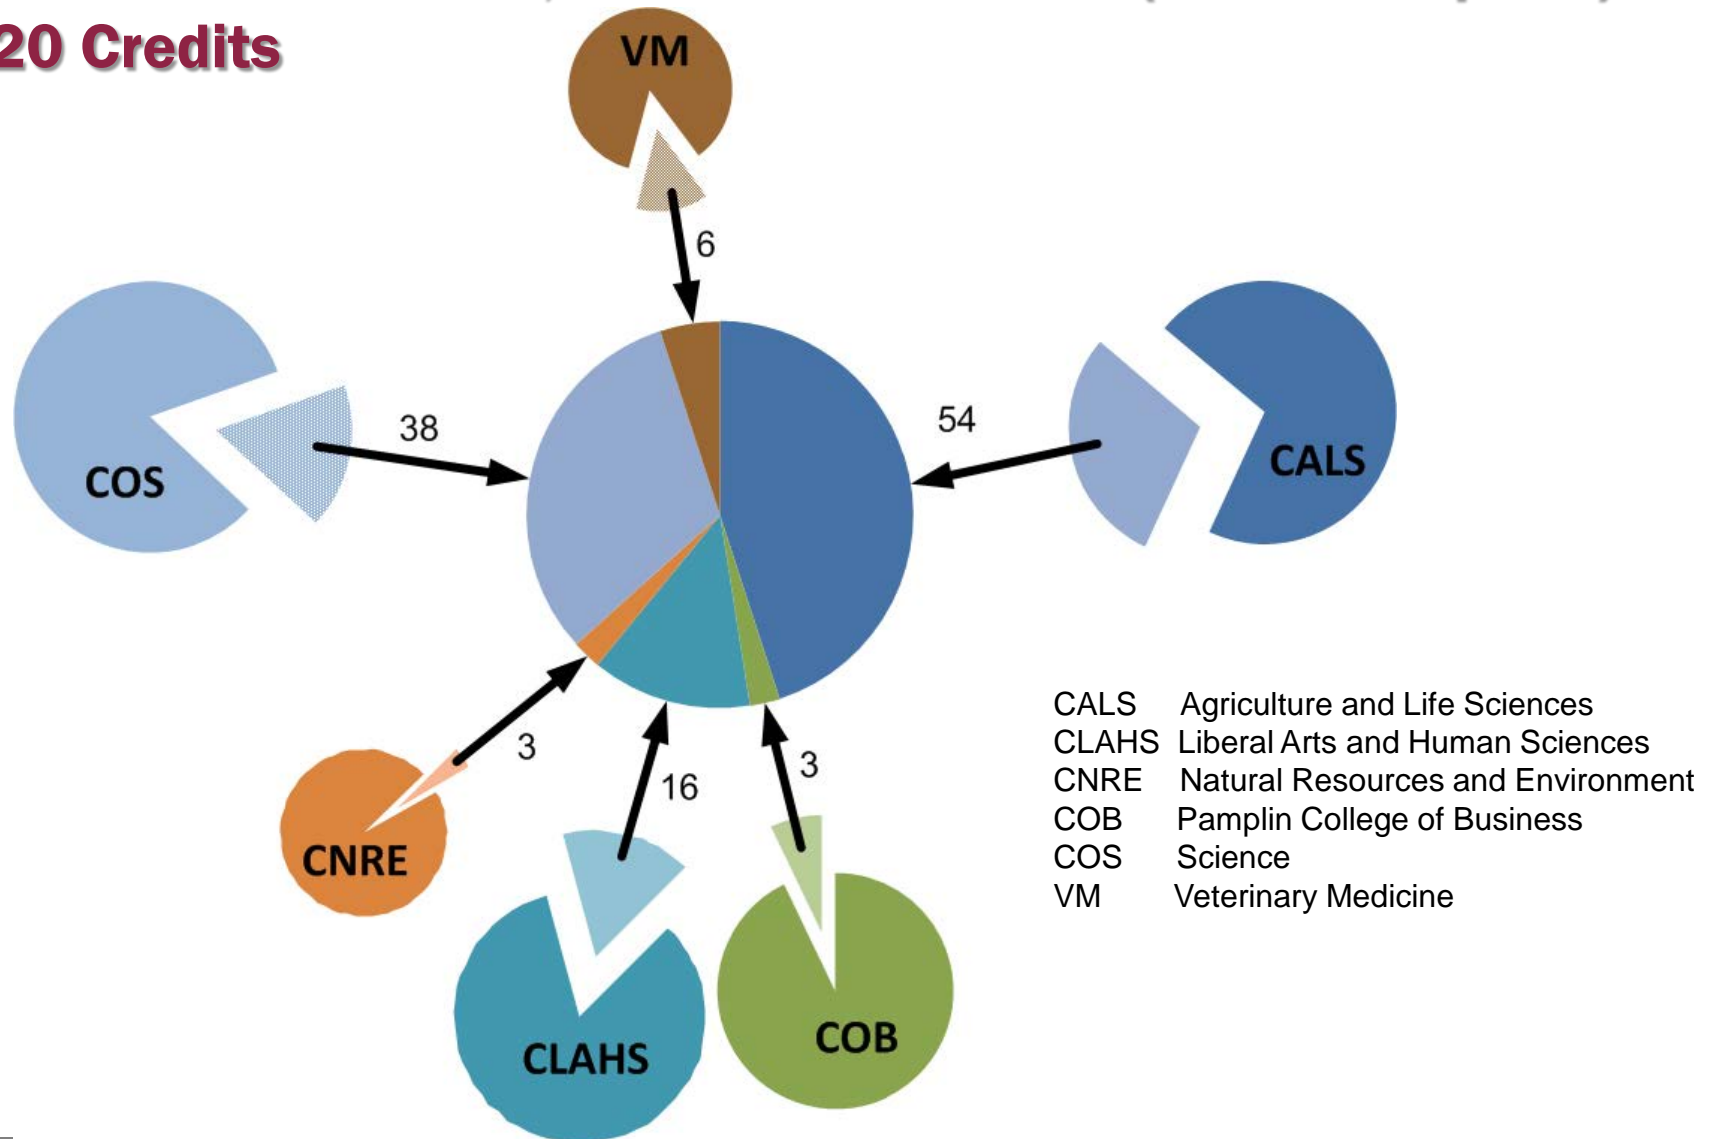 20 Credits
VM
6
38
54
COS
CALS
3
16
3
CNRE
CLAHS
COB
CALS Agriculture and Life Sciences
CLAHS Liberal Arts and Human Sciences
CNRE Natural Resources and Environment
COB Pamplin College of Business
COS Science
VM Veterinary Medicine